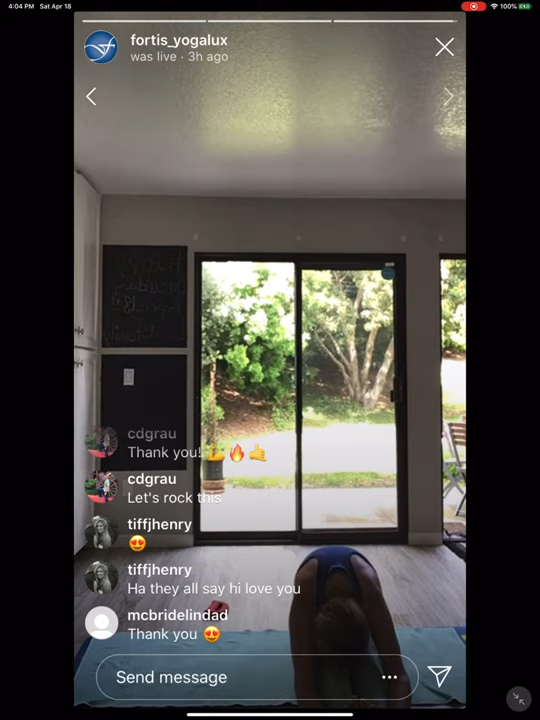 4:04 PM Sat Apr 18
100%
fortis_yogalux
was live · 3h ago
cdgrau
Thank you! 💪🔥🤙
cdgrau
Let's rock this
tiffjhenry
😍
tiffjhenry
Ha they all say hi love you
mcbridelindad
Thank you 😍
Send message